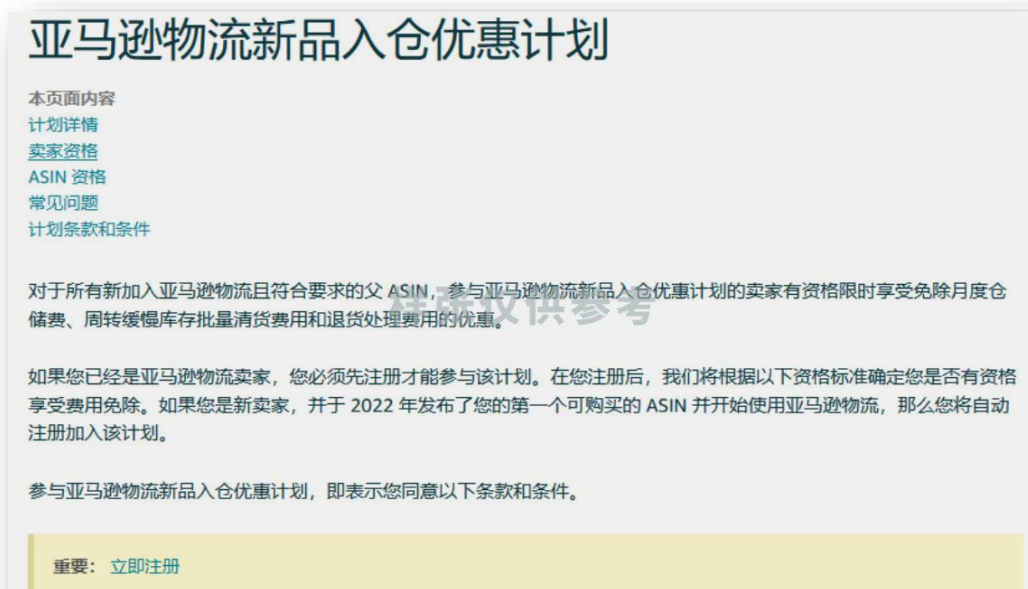 亚马逊物流新品入仓优惠计划
本页面内容
计划详情
卖家资格
ASIN 资格
常见问题
计划条款和条件
对于所有新加入亚马逊物流且符合要求的父 ASIN，参与亚马逊物流新品入仓优惠计划的卖家有资格限时享受免除月度仓
储费、周转缓慢库存批量清货费用和退货处理费用的优惠。
样张仅供参考
如果您已经是亚马逊物流卖家，您必须先注册才能参与该计划。在您注册后，我们将根据以下资格标准确定您是否有资格
享受费用免除。如果您是新卖家，并于 2022 年发布了您的第一个可购买的 ASIN 并开始使用亚马逊物流，那么您将自动
注册加入该计划。
参与亚马逊物流新品入仓优惠计划，即表示您同意以下条款和条件。
重要： 立即注册